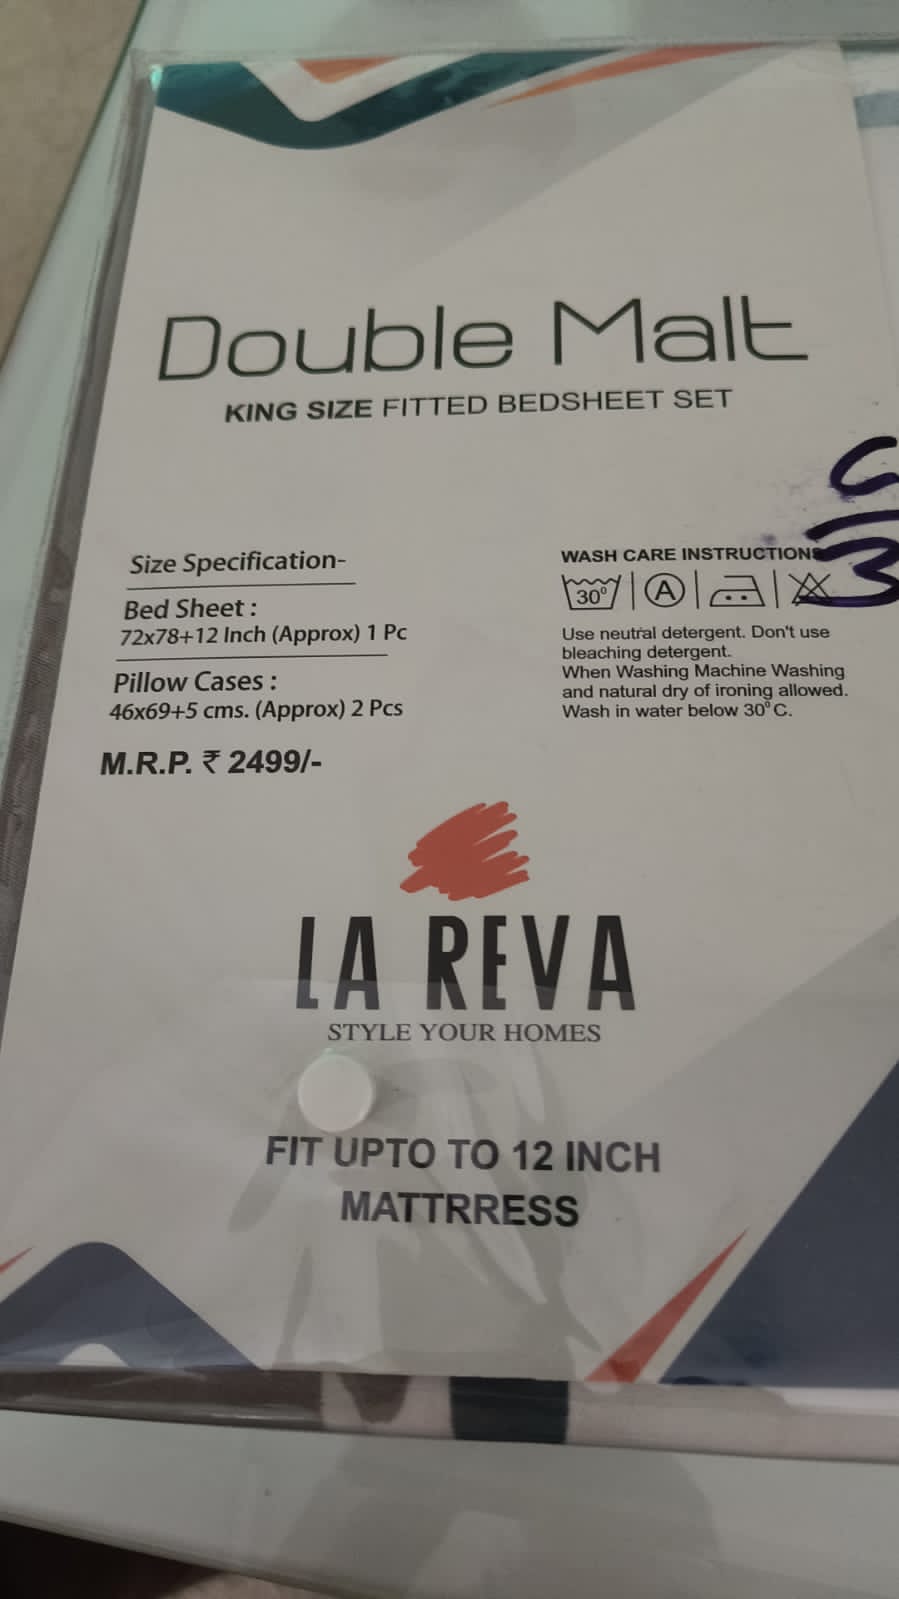 Double Malt
KING SIZE FITTED BEDSHEET SET
Size Specification-
Bed Sheet :
72x78+12 Inch (Approx) 1 Pc
Pillow Cases :
46x69+5 cms. (Approx) 2 Pcs
M.R.P. ₹ 2499/-
WASH CARE INSTRUCTIONS
30°
A
Use neutral detergent. Don't use
bleaching detergent.
When Washing Machine Washing
and natural dry of ironing allowed.
Wash in water below 30°C.
LA REVA
STYLE YOUR HOMES
FIT UPTO TO 12 INCH
MATTRRESS